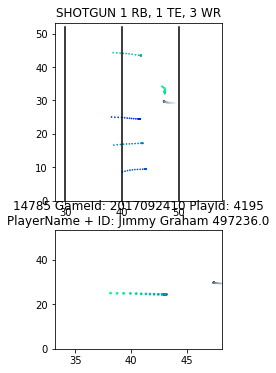 SHOTGUN 1 RB, 1 TE, 3 WR
50
40
30
20
10
0
30 40 50
14785 GameId: 2017092410 PlayId: 4195
PlayerName + ID: Jimmy Graham 497236.0
40
20
0
35 40 45